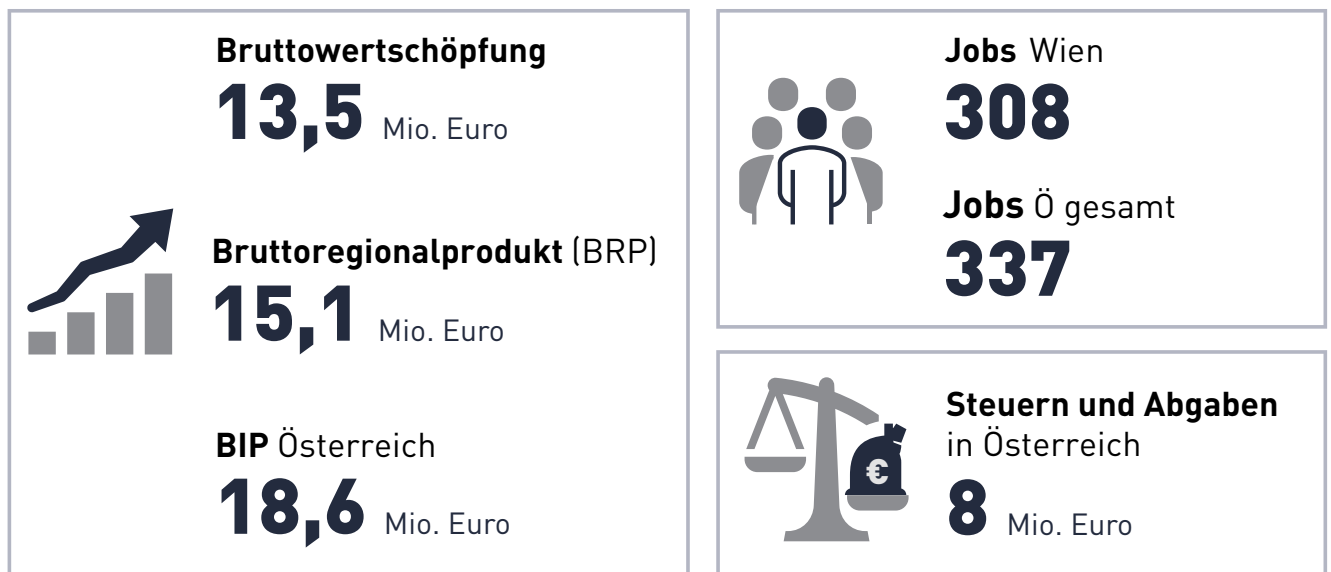 Bruttowertschöpfung
13,5 Mio. Euro
Bruttoregionalprodukt (BRP)
15,1 Mio. Euro
BIP Österreich
18,6 Mio. Euro
Jobs Wien
308
Jobs Ö gesamt
337
Steuern und Abgaben
in Österreich
€
8 Mio. Euro